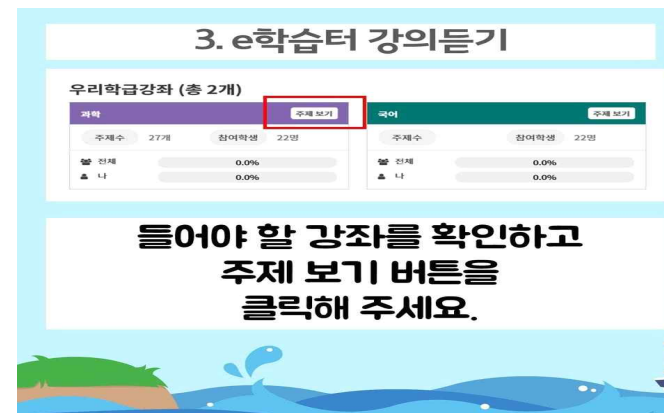 3. e학습터 강의듣기
우리학급강좌 (총 2개)
과학 주제 보기
주제수 27개 참여학생 22명
전체 0.0%
나 0.0%
국어 주제 보기
주제수 참여학생 22명
전체 0.0%
나 0.0%
들어야 할 강좌를 확인하고
주제 보기 버튼을
클릭해 주세요.